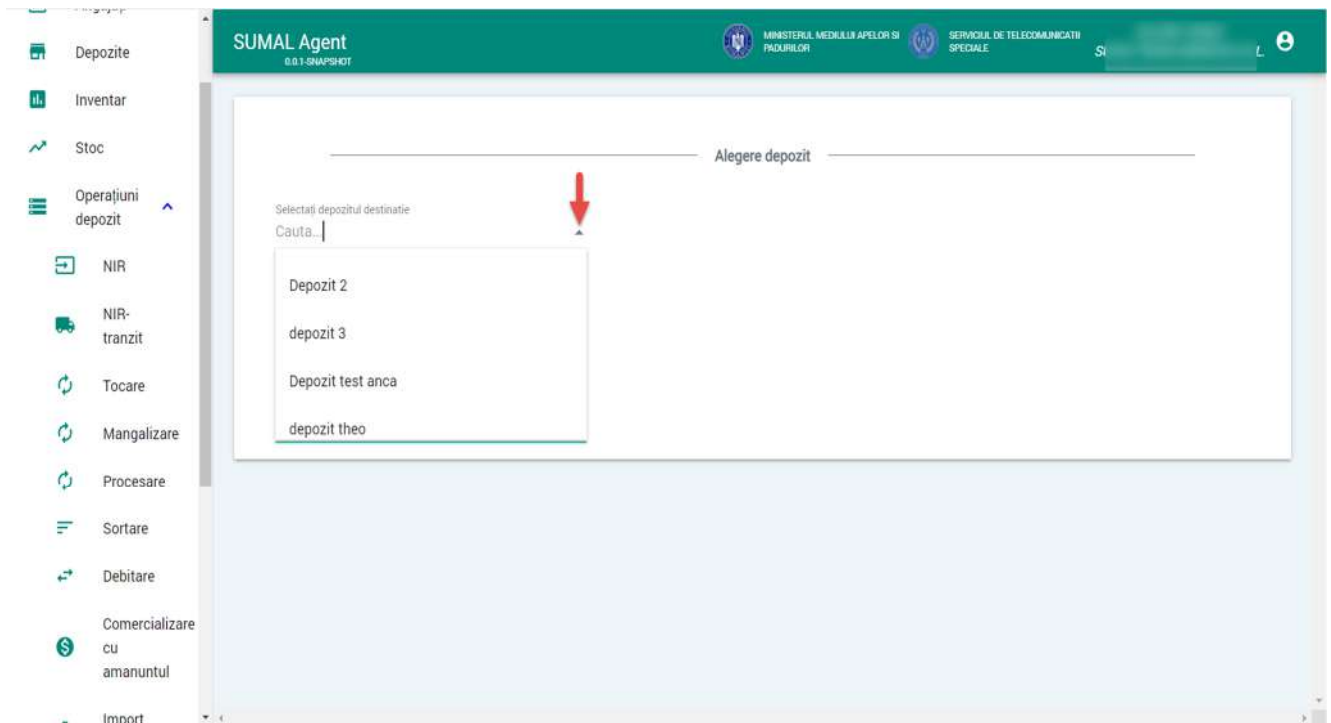 Depozite
Inventar
Stoc
Operațiuni
depozit
NIR
NIR-
tranzit
Tocare
Mangalizare
Procesare
Sortare
Debitare
Comercializare
cu
amanuntul
Import
SUMAL Agent
0.0.1-SNAPSHOT
MINISTERUL MEDIULUI APELOR SI
PADURILOR
SERVICIUL DE TELECOMUNICATII
SPECIALE
Alegere depozit
Selectați depozitul destinatie
Cauta...
Depozit 2
depozit 3
Depozit test anca
depozit theo